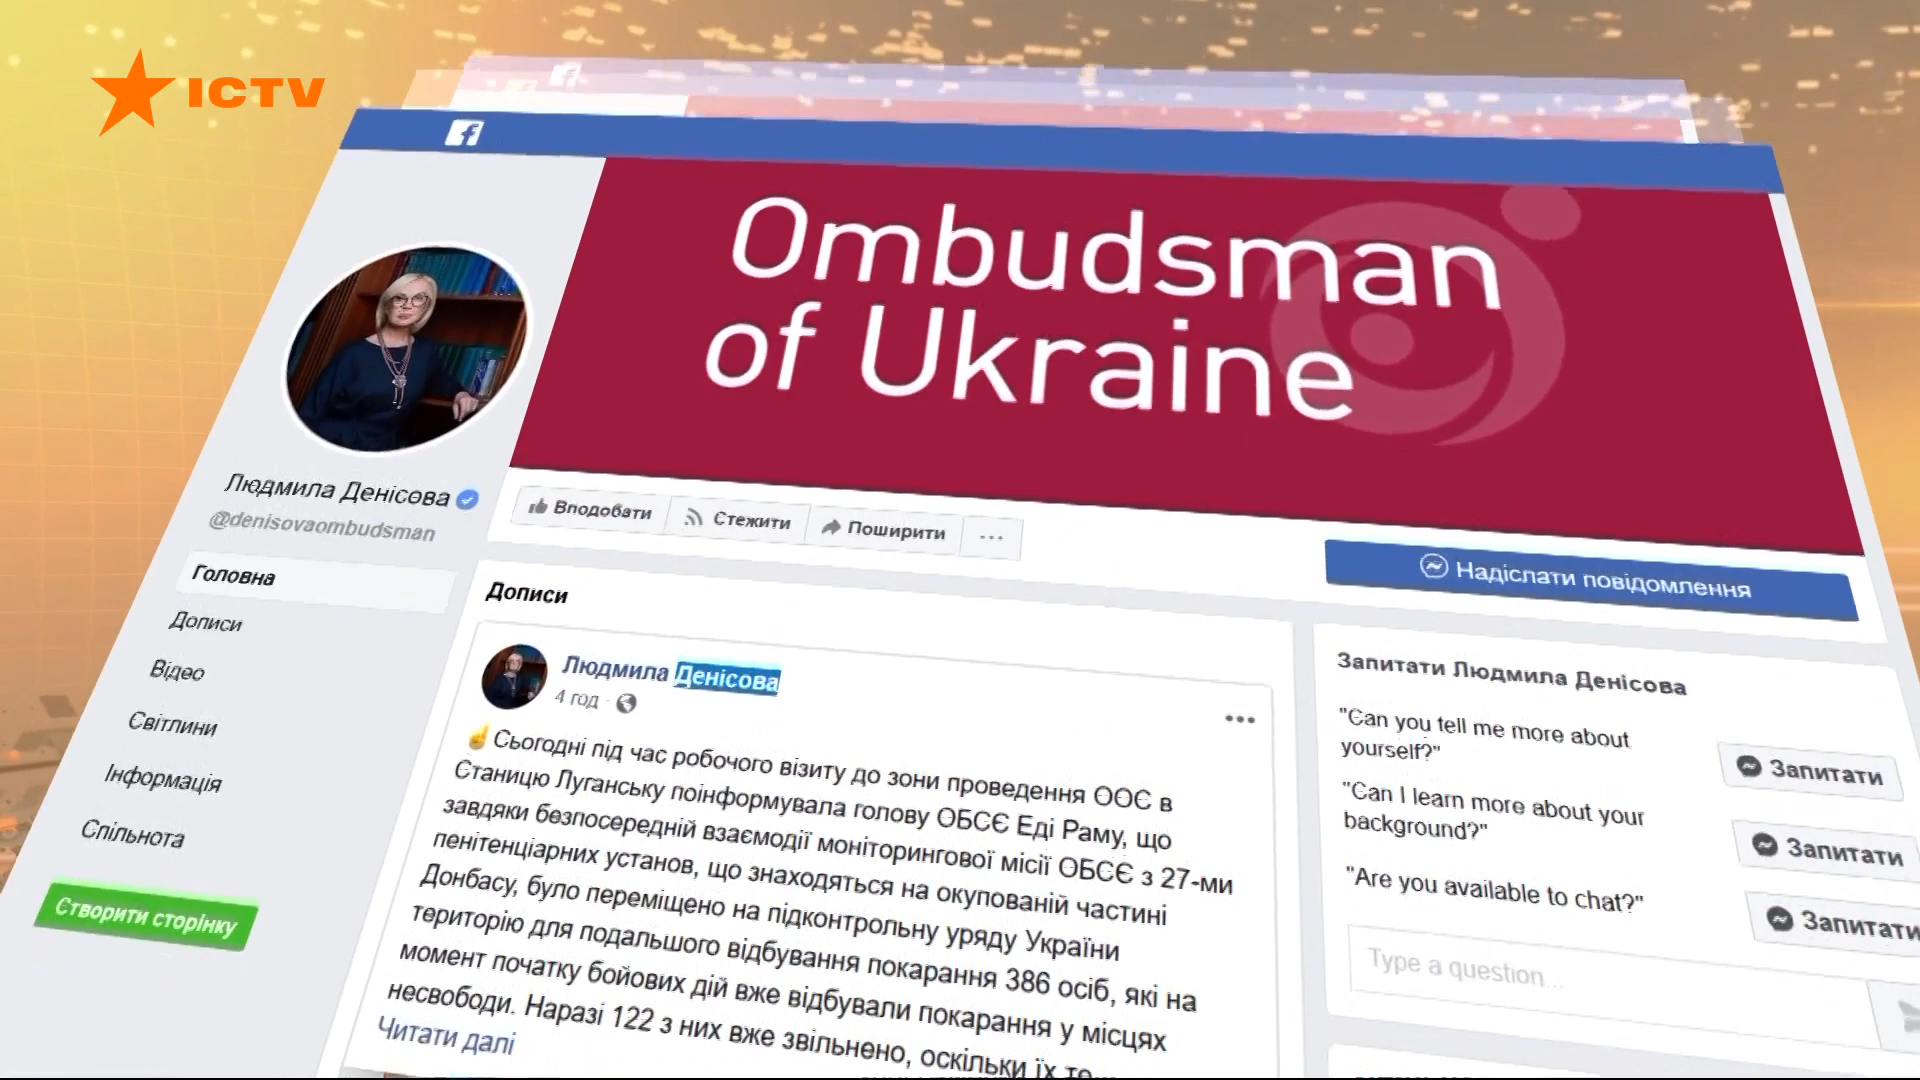 ICTV
Ombudsman
of Ukraine
Людмила Денісова
@denisovaombudsman
Головна
Дописи
Відео
Світлини
Інформація
Спільнота
Створити сторінку
Вподобати
Стежити
Поширити
...
Надіслати повідомлення
Дописи
Людмила Денісова
4 год ·
☝Сьогодні під час робочого візиту до зони проведення ООС в
Станицю Луганську поінформувала голову ОБСЄ Еді Раму, що
завдяки безпосередній взаємодії моніторингової місії ОБСЄ з 27-ми
пенітенціарних установ, що знаходяться на окупованій частині
Донбасу, було переміщено на підконтрольну уряду України
територію для подальшого відбування покарання 386 осіб, які на
момент початку бойових дій вже відбували покарання у місцях
несвободи. Наразі 122 з них вже звільнено, оскільки їх
Читати далі
Запитати Людмила Денісова
"Can you tell me more about
yourself?"
Запитати
"Can I learn more about your
background?"
Запитати
"Are you available to chat?"
Запитати
Type a question...